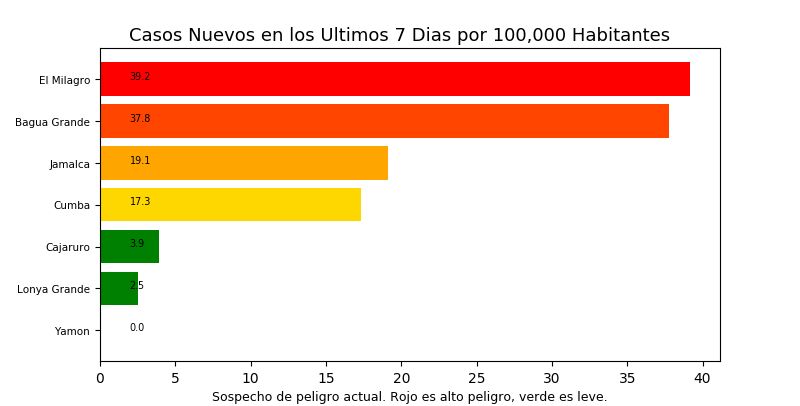 Casos Nuevos en los Ultimos 7 Dias por 100,000 Habitantes
El Milagro 39.2
Bagua Grande 37.8
Jamalca 19.1
Cumba 17.3
Cajaruro 3.9
Lonya Grande 2.5
Yamon 0.0
0 5 10 15 20 25 30 35 40
Sospecho de peligro actual. Rojo es alto peligro, verde es leve.